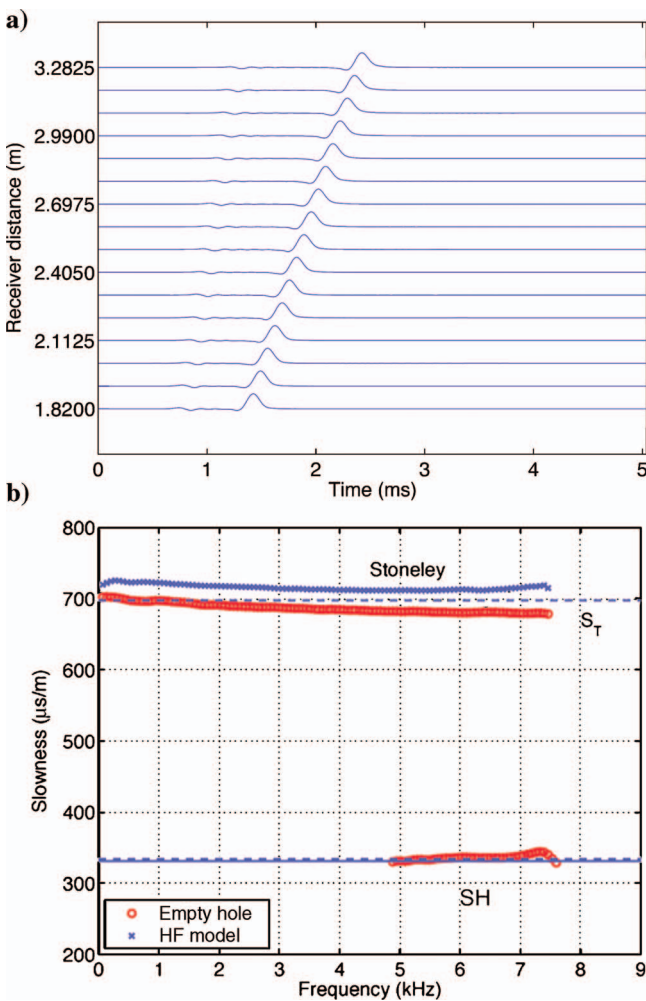 a)
3.2825
2.9900
2.6975
2.4050
2.1125
1.8200
Receiver distance (m)
0 1 2 3 4 5
Time (ms)
b)
800
700
600
500
400
300
200
Slowness (μs/m)
Stoneley
S_T
SH
Empty hole
HF model
0 1 2 3 4 5 6 7 8 9
Frequency (kHz)